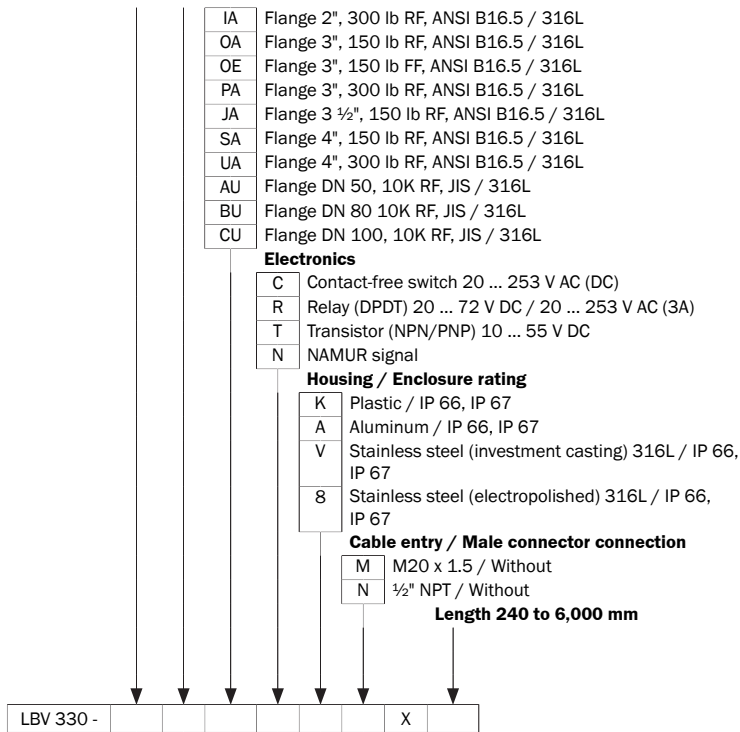 IA Flange 2", 300 lb RF, ANSI B16.5 / 316L
OA Flange 3", 150 lb RF, ANSI B16.5 / 316L
OE Flange 3", 150 lb FF, ANSI B16.5 / 316L
PA Flange 3", 300 lb RF, ANSI B16.5 / 316L
JA Flange 3 ½", 150 lb RF, ANSI B16.5 / 316L
SA Flange 4", 150 lb RF, ANSI B16.5 / 316L
UA Flange 4", 300 lb RF, ANSI B16.5 / 316L
AU Flange DN 50, 10K RF, JIS / 316L
BU Flange DN 80 10K RF, JIS / 316L
CU Flange DN 100, 10K RF, JIS / 316L
Electronics
C Contact-free switch 20 ... 253 V AC (DC)
R Relay (DPDT) 20 ... 72 V DC / 20 ... 253 V AC (3A)
T Transistor (NPN/PNP) 10 ... 55 V DC
N NAMUR signal
Housing / Enclosure rating
K Plastic / IP 66, IP 67
A Aluminum / IP 66, IP 67
V Stainless steel (investment casting) 316L / IP 66,
IP 67
8 Stainless steel (electropolished) 316L / IP 66,
IP 67
Cable entry / Male connector connection
M M20 x 1.5 / Without
N ½" NPT / Without
Length 240 to 6,000 mm
LBV 330 - X